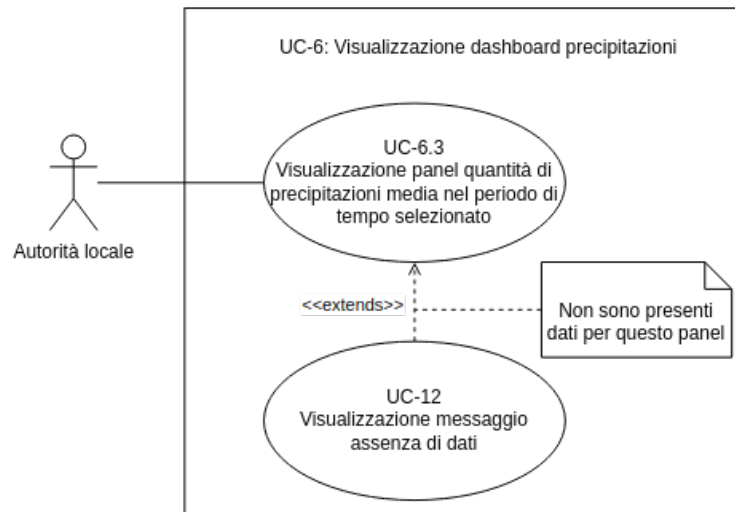 UC-6: Visualizzazione dashboard precipitazioni
UC-6.3
Visualizzazione panel quantità di
precipitazioni media nel periodo di
tempo selezionato
Autorità locale
<<extends>>
Non sono presenti
dati per questo panel
UC-12
Visualizzazione messaggio
assenza di dati